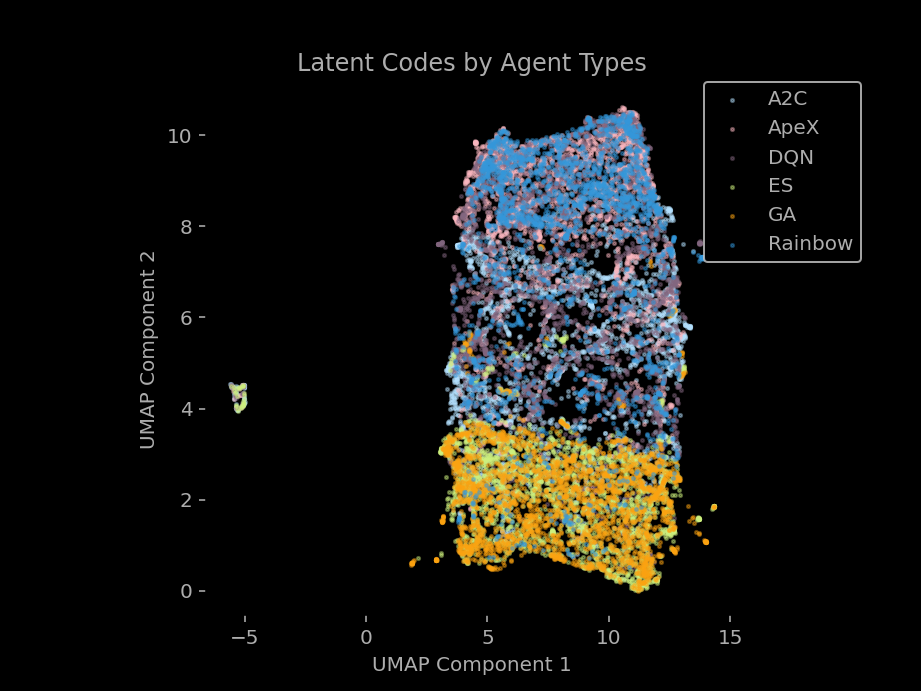 Latent Codes by Agent Types
A2C
ApeX
DQN
ES
GA
Rainbow
10
8
6
4
2
0
UMAP Component 2
−5
0
5
10
15
UMAP Component 1